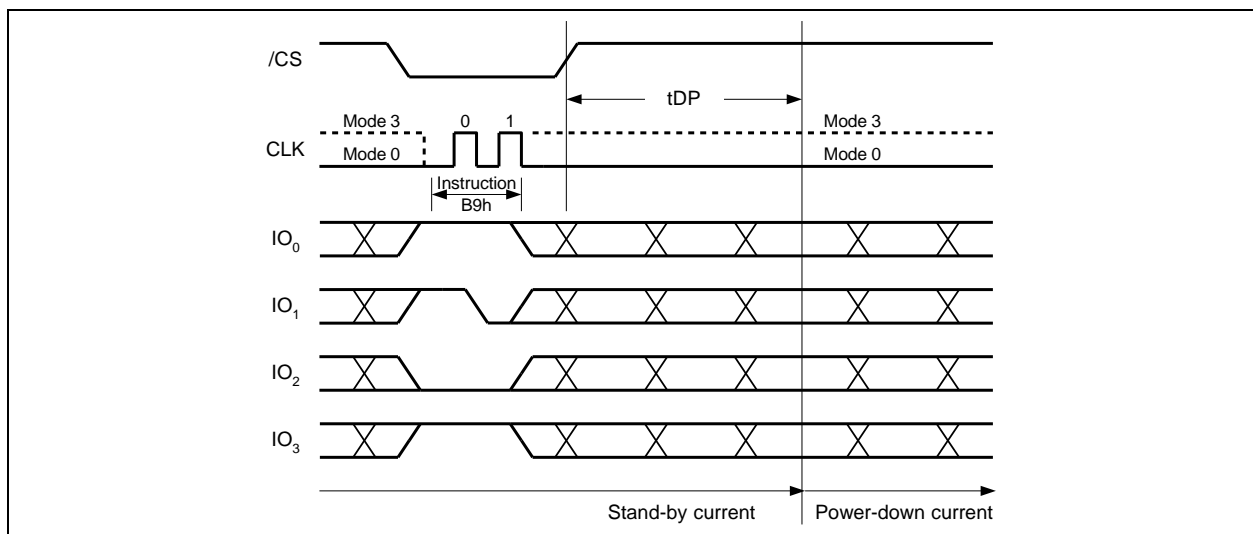 /CS
tDP
Mode 3 0 1 Mode 3
CLK
Mode 0 Mode 0
Instruction
B9h
IO0
IO1
IO2
IO3
Stand-by current Power-down current